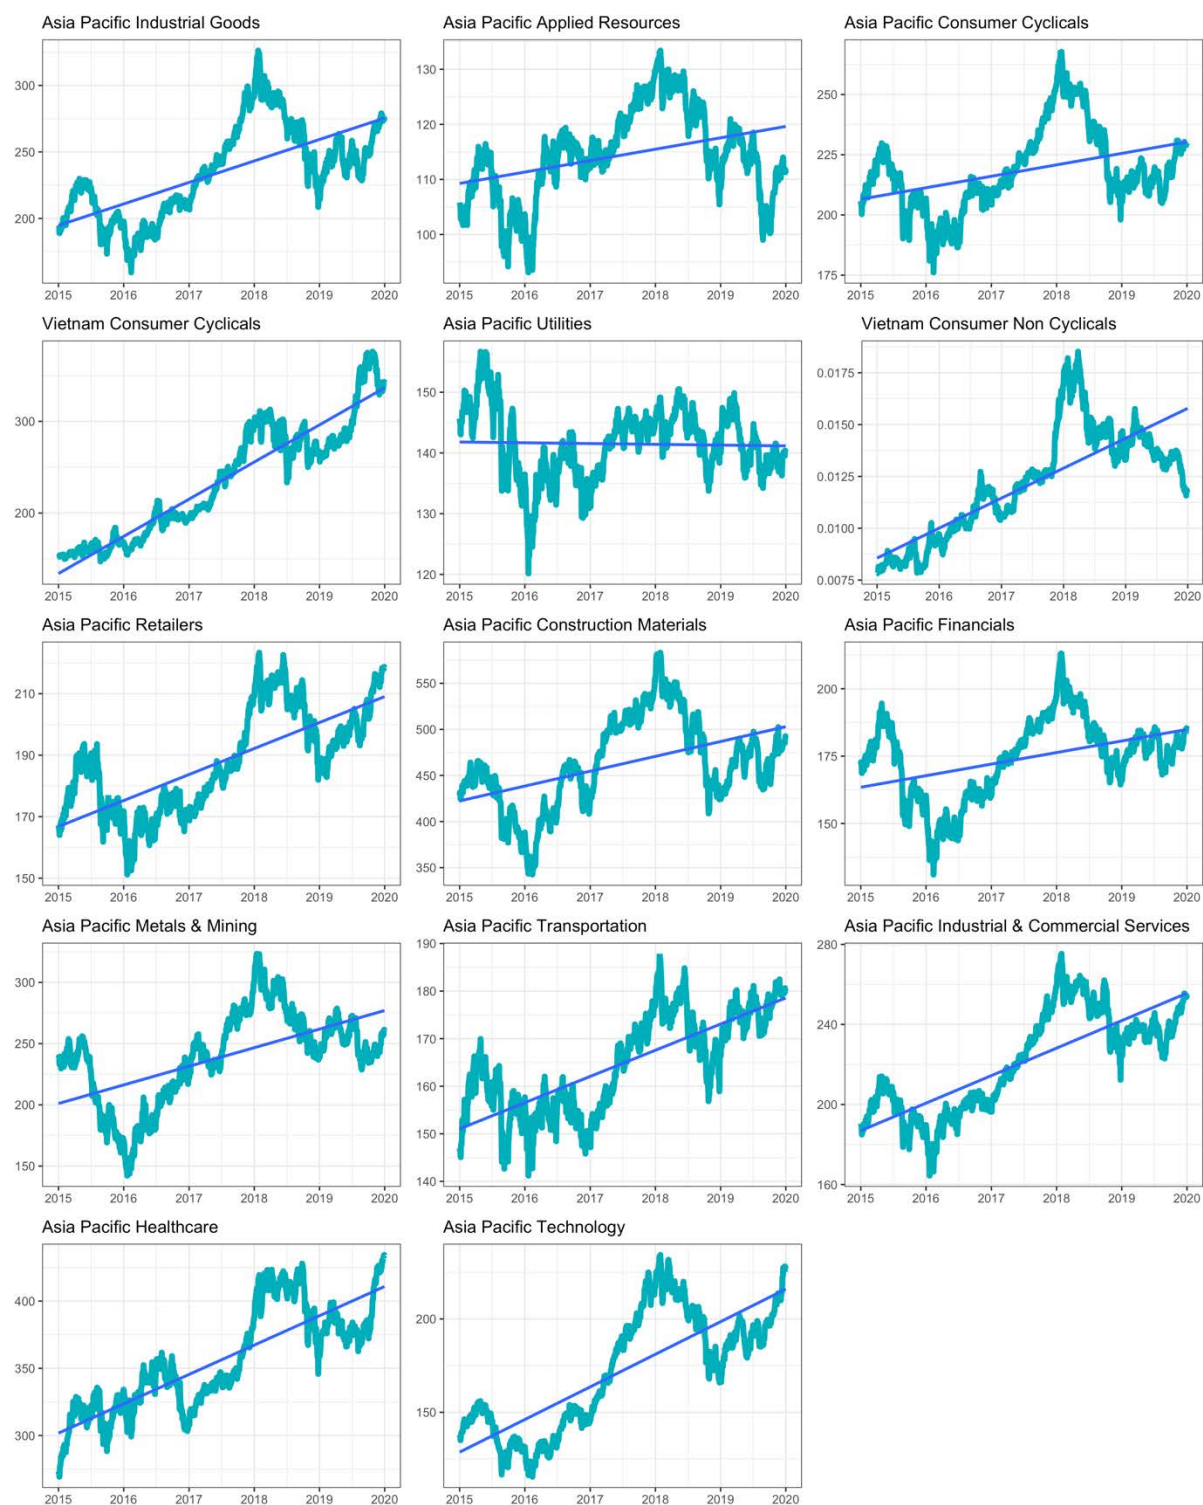 Asia Pacific Industrial Goods
300
250
200
2015 2016 2017 2018 2019 2020
Asia Pacific Applied Resources
130
120
110
100
2015 2016 2017 2018 2019 2020
Asia Pacific Consumer Cyclicals
250
225
200
175
2015 2016 2017 2018 2019 2020
Vietnam Consumer Cyclicals
300
200
2015 2016 2017 2018 2019 2020
Asia Pacific Utilities
150
140
130
120
2015 2016 2017 2018 2019 2020
Vietnam Consumer Non Cyclicals
0.0175
0.0150
0.0125
0.0100
0.0075
2015 2016 2017 2018 2019 2020
Asia Pacific Retailers
210
190
170
150
2015 2016 2017 2018 2019 2020
Asia Pacific Construction Materials
550
500
450
400
350
2015 2016 2017 2018 2019 2020
Asia Pacific Financials
200
175
150
2015 2016 2017 2018 2019 2020
Asia Pacific Metals & Mining
300
250
200
150
2015 2016 2017 2018 2019 2020
Asia Pacific Transportation
190
180
170
160
150
140
2015 2016 2017 2018 2019 2020
Asia Pacific Industrial & Commercial Services
280
240
200
160
2015 2016 2017 2018 2019 2020
Asia Pacific Healthcare
400
350
300
2015 2016 2017 2018 2019 2020
Asia Pacific Technology
200
150
2015 2016 2017 2018 2019 2020